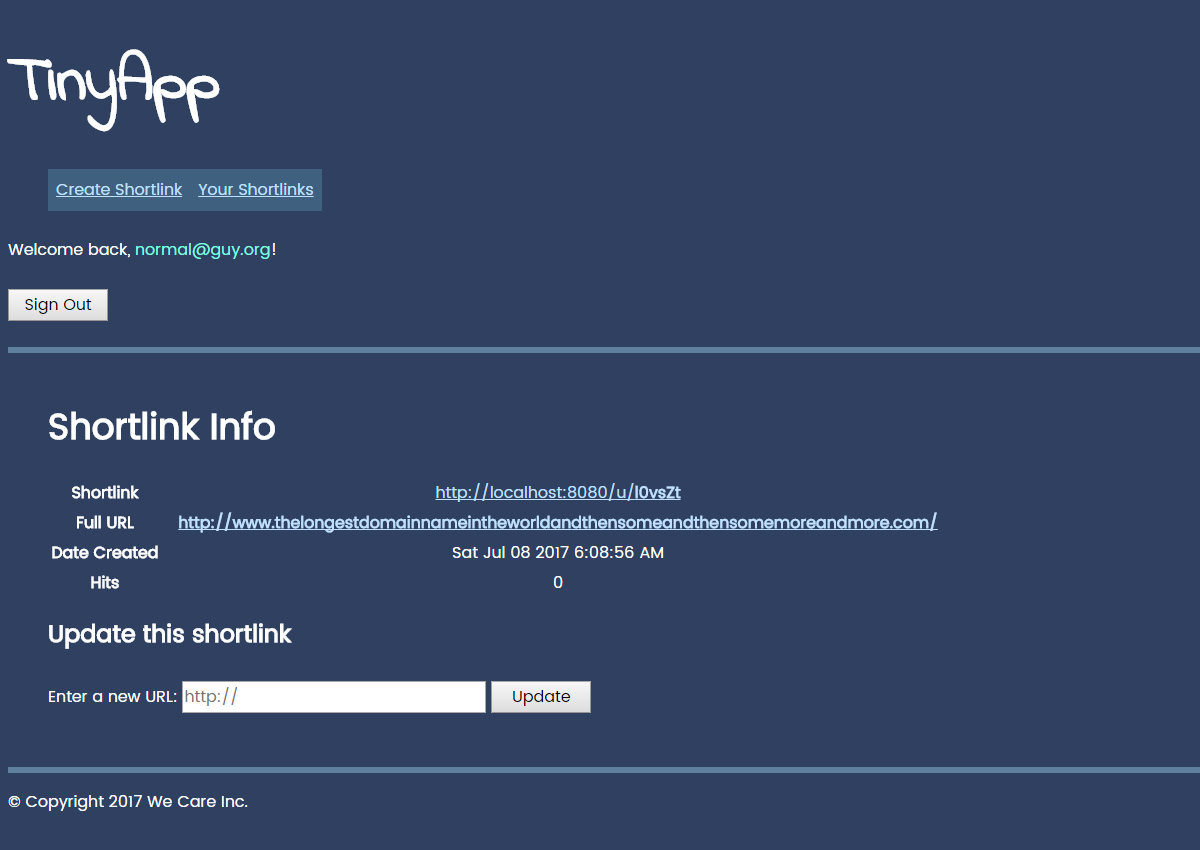 TinyApp
Create Shortlink Your Shortlinks
Welcome back, normal@guy.org!
Sign Out
Shortlink Info
Shortlink http://localhost:8080/u/l0vsZt
Full URL http://www.thelongestdomainnameintheworldandthensomeandthensomemoreandmore.com/
Date Created Sat Jul 08 2017 6:08:56 AM
Hits 0
Update this shortlink
Enter a new URL: http:// Update
© Copyright 2017 We Care Inc.